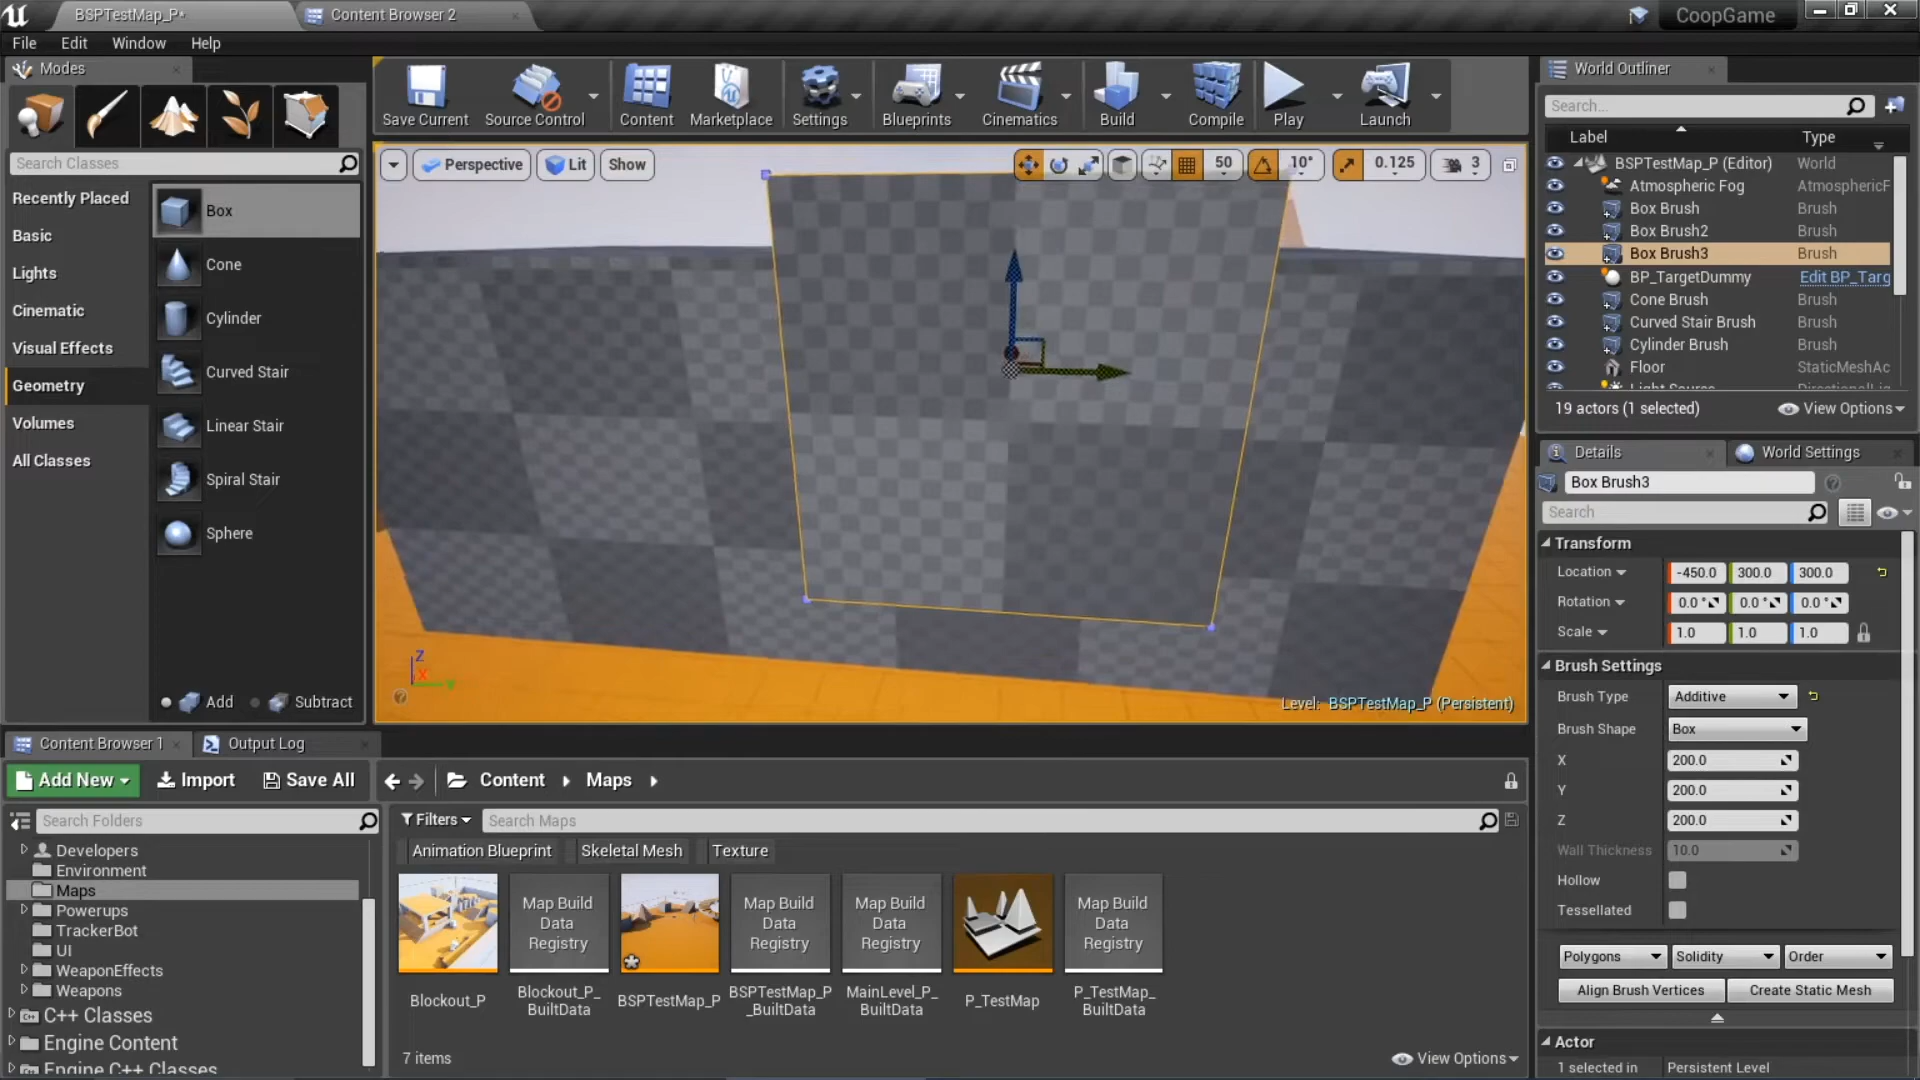 BSPTestMap_P*
Content Browser 2
CoopGame
File Edit Window Help
Modes
Search Classes
Recently Placed
Basic
Lights
Cinematic
Visual Effects
Geometry
Volumes
All Classes
Box
Cone
Cylinder
Curved Stair
Linear Stair
Spiral Stair
Sphere
Add Subtract
Save Current Source Control Content Marketplace Settings Blueprints Cinematics Build Compile Play Launch
Perspective Lit Show 50 10° 0.125 3
Z
X
Level: BSPTestMap_P (Persistent)
World Outliner
Search...
Label Type
BSPTestMap_P (Editor) World
Atmospheric Fog AtmosphericF
Box Brush Brush
Box Brush2 Brush
Box Brush3 Brush
BP_TargetDummy Edit BP_Targ
Cone Brush Brush
Curved Stair Brush Brush
Cylinder Brush Brush
Floor StaticMeshAc
19 actors (1 selected) View Options
Details World Settings
Box Brush3
Search
Transform
Location -450.0 300.0 300.0
Rotation 0.0 ° 0.0 ° 0.0 °
Scale 1.0 1.0 1.0
Brush Settings
Brush Type Additive
Brush Shape Box
X 200.0
Y 200.0
Z 200.0
Wall Thickness 10.0
Hollow
Tessellated
Polygons Solidity Order
Align Brush Vertices Create Static Mesh
Actor
1 selected in Persistent Level
Content Browser 1 Output Log
Add New Import Save All Content Maps
Search Folders
Developers
Environment
Maps
Powerups
TrackerBot
UI
WeaponEffects
Weapons
C++ Classes
Engine Content
Engine C++ Classes
Filters Search Maps
Animation Blueprint Skeletal Mesh Texture
Map Build
Data
Registry
Map Build
Data
Registry
Map Build
Data
Registry
Map Build
Data
Registry
Blockout_P
Blockout_P_
BuiltData
BSPTestMap_P
BSPTestMap_P
_BuiltData
MainLevel_P_
BuiltData
P_TestMap
P_TestMap_
BuiltData
7 items View Options